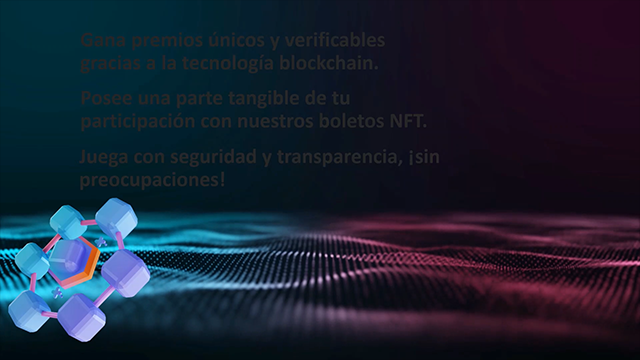 Gana premios únicos y verificables
gracias a la tecnología blockchain.
Posee una parte tangible de tu
participación con nuestros boletos NFT.
Juega con seguridad y transparencia, ¡sin
preocupaciones!